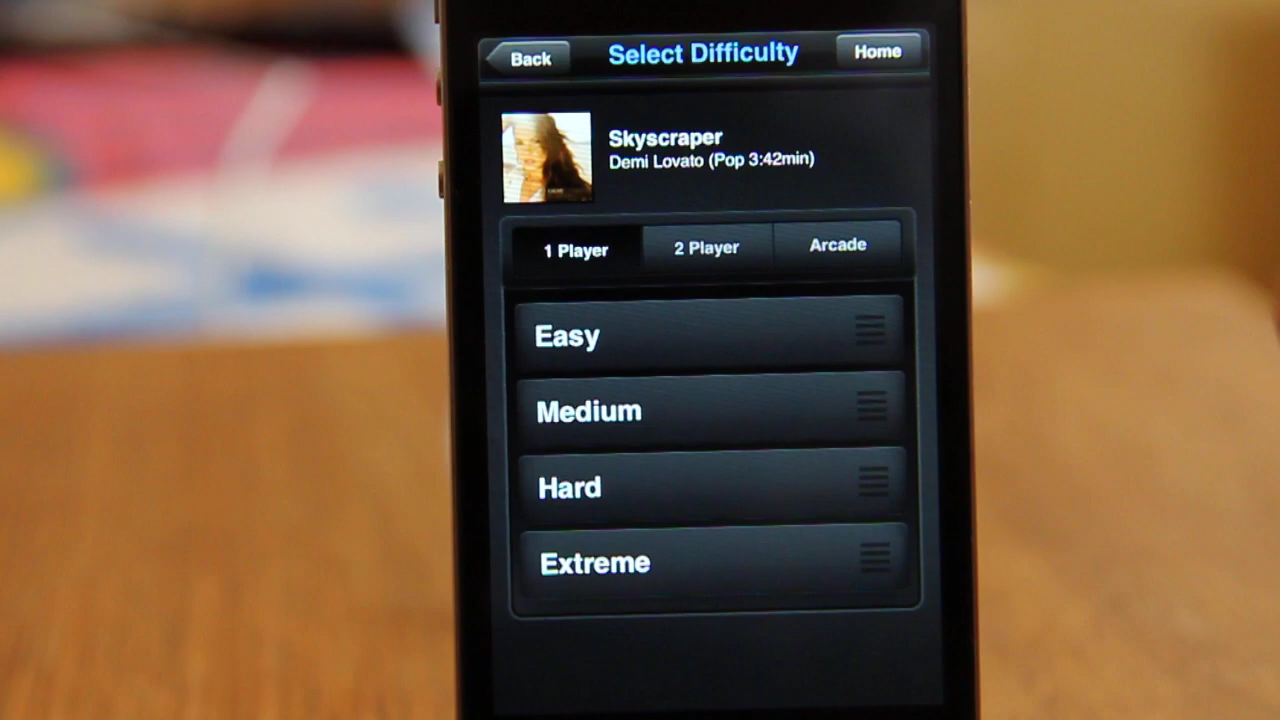 Back
Select Difficulty
Home
Skyscraper
Demi Lovato (Pop 3:42min)
1 Player
2 Player
Arcade
Easy
Medium
Hard
Extreme